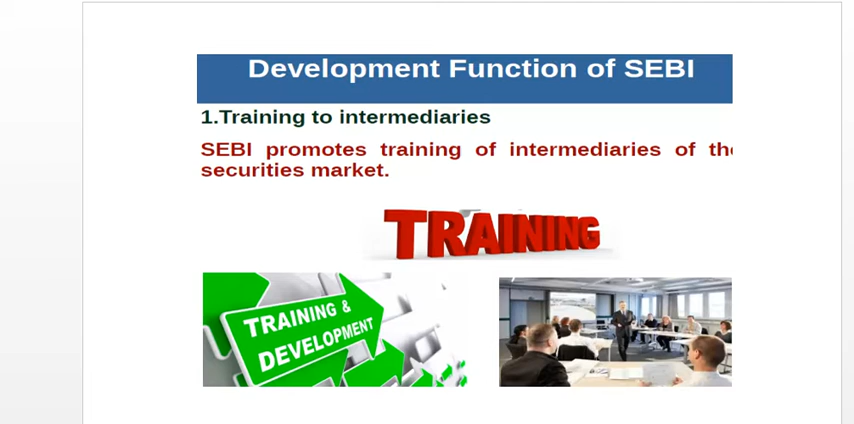 Development Function of SEBI
1.Training to intermediaries
SEBI promotes training of intermediaries of the
securities market.
TRAINING
TRAINING &
DEVELOPMENT